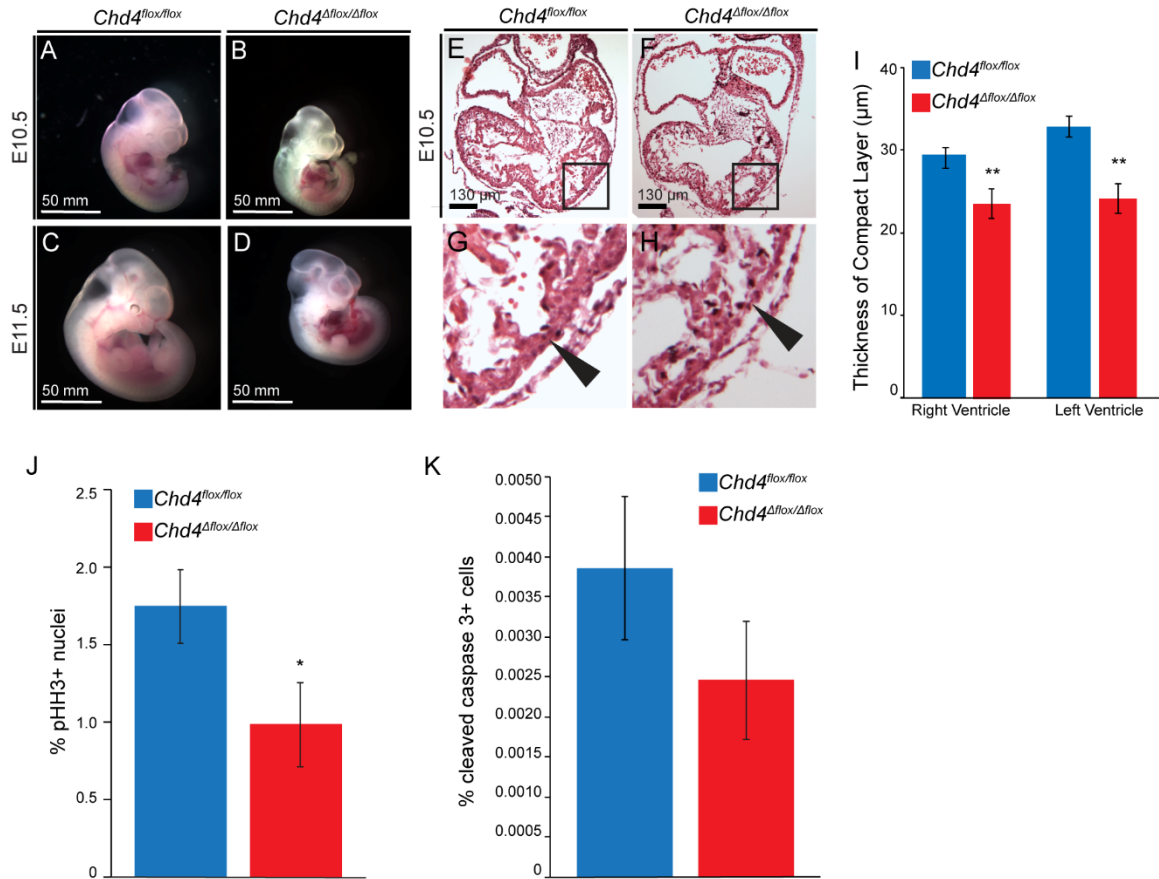 Chd4flox/flox
Chd4Δflox/Δflox
Chd4flox/flox
Chd4Δflox/Δflox
E10.5
A
50 mm
B
50 mm
E11.5
C
50 mm
D
50 mm
E10.5
E
130 µm
F
130 µm
G
H
I
Thickness of Compact Layer (µm)
40
30
20
10
0
Chd4flox/flox
Chd4Δflox/Δflox
**
**
Right Ventricle
Left Ventricle
J
% pHH3+ nuclei
2.5
2.0
1.5
1.0
0.5
0
Chd4flox/flox
Chd4Δflox/Δflox
*
K
% cleaved caspase 3+ cells
0.0050
0.0045
0.0040
0.0035
0.0030
0.0025
0.0020
0.0015
0.0010
0.0005
0
Chd4flox/flox
Chd4Δflox/Δflox